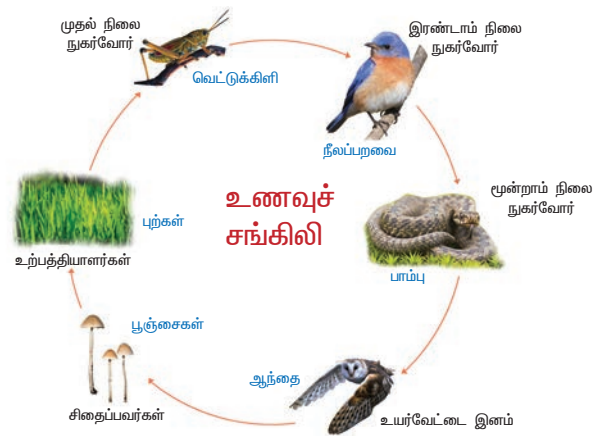 முதல் நிலை
நுகர்வோர்
வெட்டுக்கிளி
இரண்டாம் நிலை
நுகர்வோர்
நீலப்பறவை
மூன்றாம் நிலை
நுகர்வோர்
பாம்பு
உணவுச்
சங்கிலி
புற்கள்
உற்பத்தியாளர்கள்
பூஞ்சைகள்
சிதைப்பவர்கள்
ஆந்தை
உயர்வேட்டை இனம்